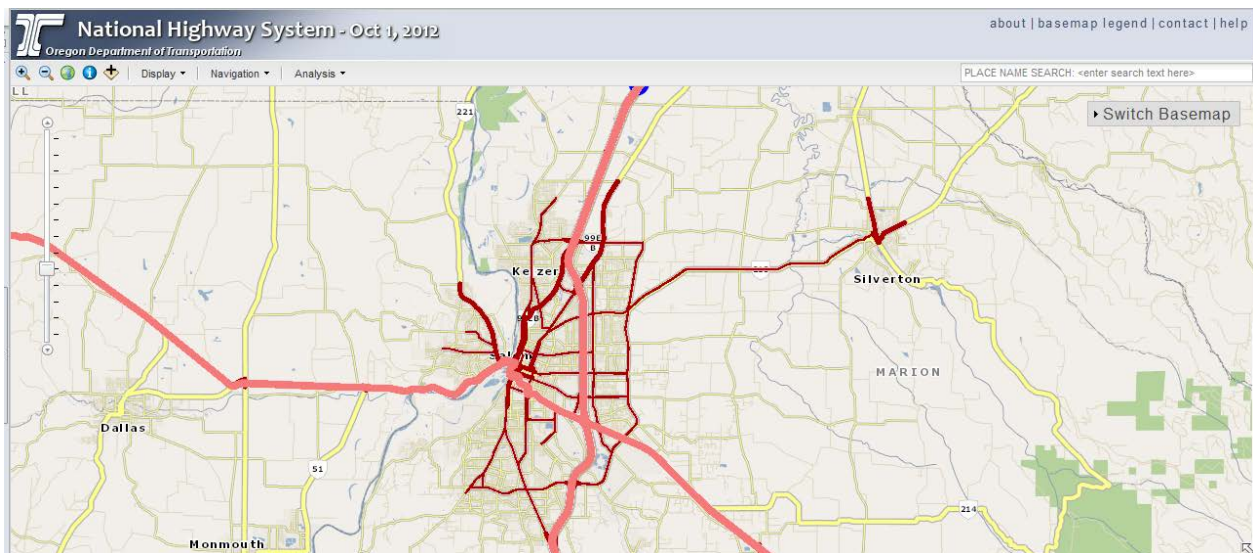 National Highway System - Oct 1, 2012
Oregon Department of Transportation
about | basemap legend | contact | help
Display
Navigation
Analysis
PLACE NAME SEARCH: <enter search text here>
LL
221
Switch Basemap
99E
B
Keizer
Silverton
Salem
MARION
Dallas
51
214
Monmouth